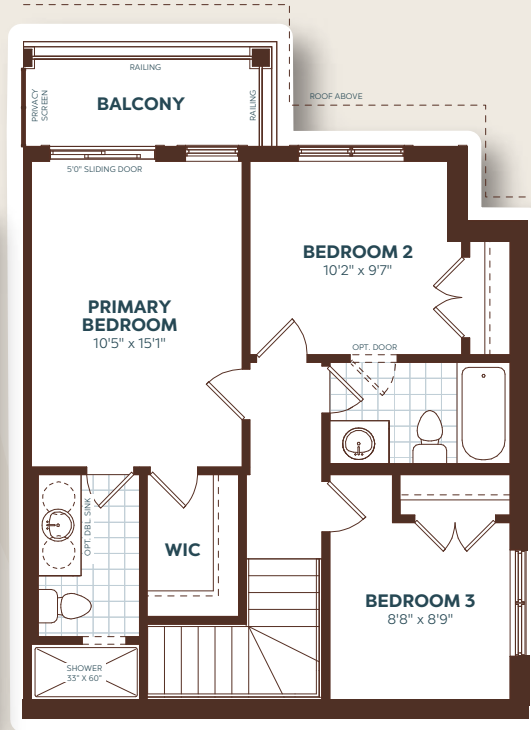 RAILING
PRIVACY
SCREEN
BALCONY
RAILING
ROOF ABOVE
5'0" SLIDING DOOR
BEDROOM 2
10'2" x 9'7"
PRIMARY
BEDROOM
10'5" x 15'1"
OPT. DOOR
OPT. DBL SINK
WIC
BEDROOM 3
8'8" x 8'9"
SHOWER
33" X 60"